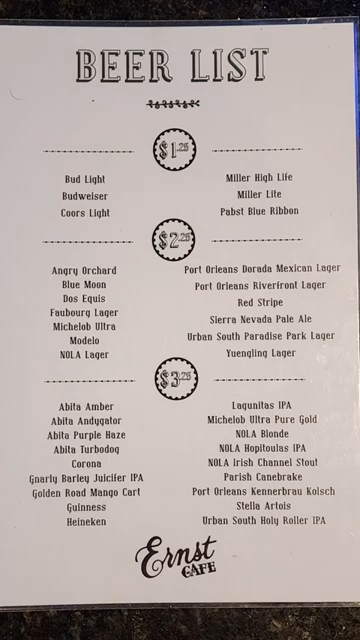 BEER LIST
$1.25
Bud Light
Budweiser
Coors Light
Miller High Life
Miller Lite
Pabst Blue Ribbon
$2.25
Angry Orchard
Blue Moon
Dos Equis
Faubourg Lager
Michelob Ultra
Modelo
NOLA Lager
Port Orleans Dorada Mexican Lager
Port Orleans Riverfront Lager
Red Stripe
Sierra Nevada Pale Ale
Urban South Paradise Park Lager
Yuengling Lager
$3.25
Abita Amber
Abita Andygator
Abita Purple Haze
Abita Turbodog
Corona
Gnarly Barley Juicifer IPA
Golden Road Mango Cart
Guinness
Heineken
Lagunitas IPA
Michelob Ultra Pure Gold
NOLA Blonde
NOLA Hopitoulas IPA
NOLA Irish Channel Stout
Parish Canebrake
Port Orleans Kennerbrau Kolsch
Stella Artois
Urban South Holy Roller IPA
Ernst
CAFE